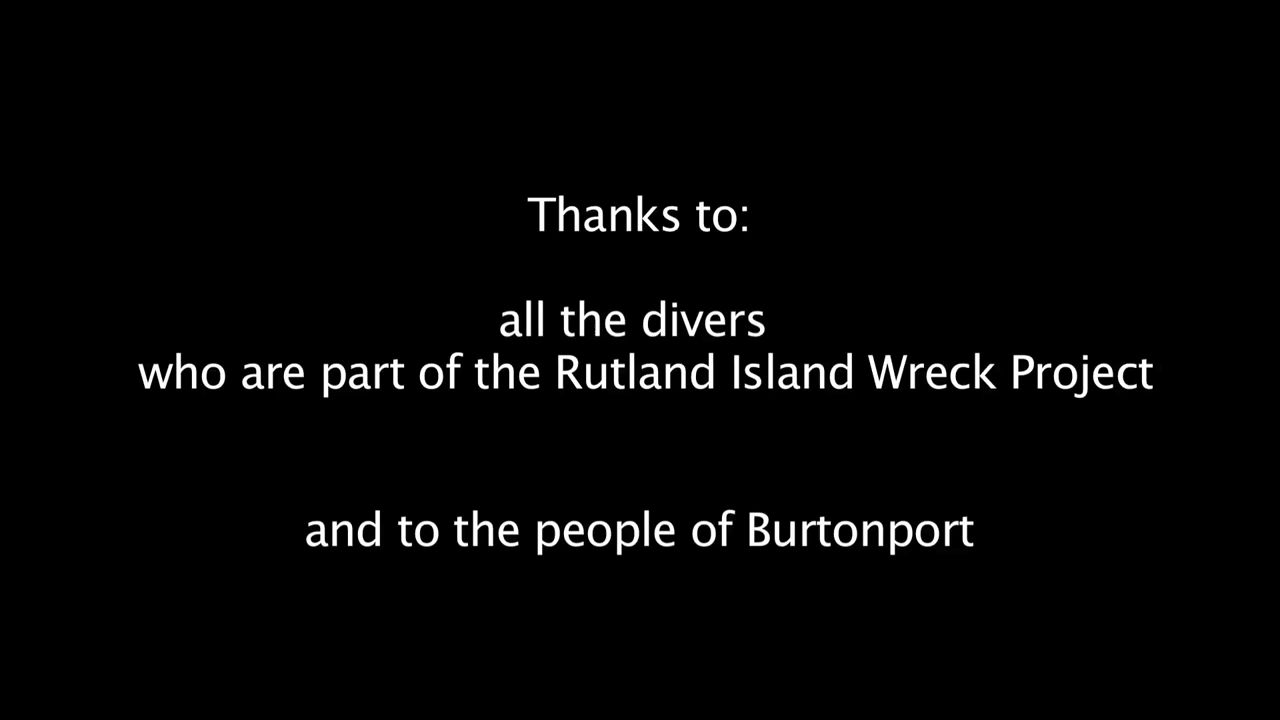 Thanks to:
all the divers
who are part of the Rutland Island Wreck Project
and to the people of Burtonport